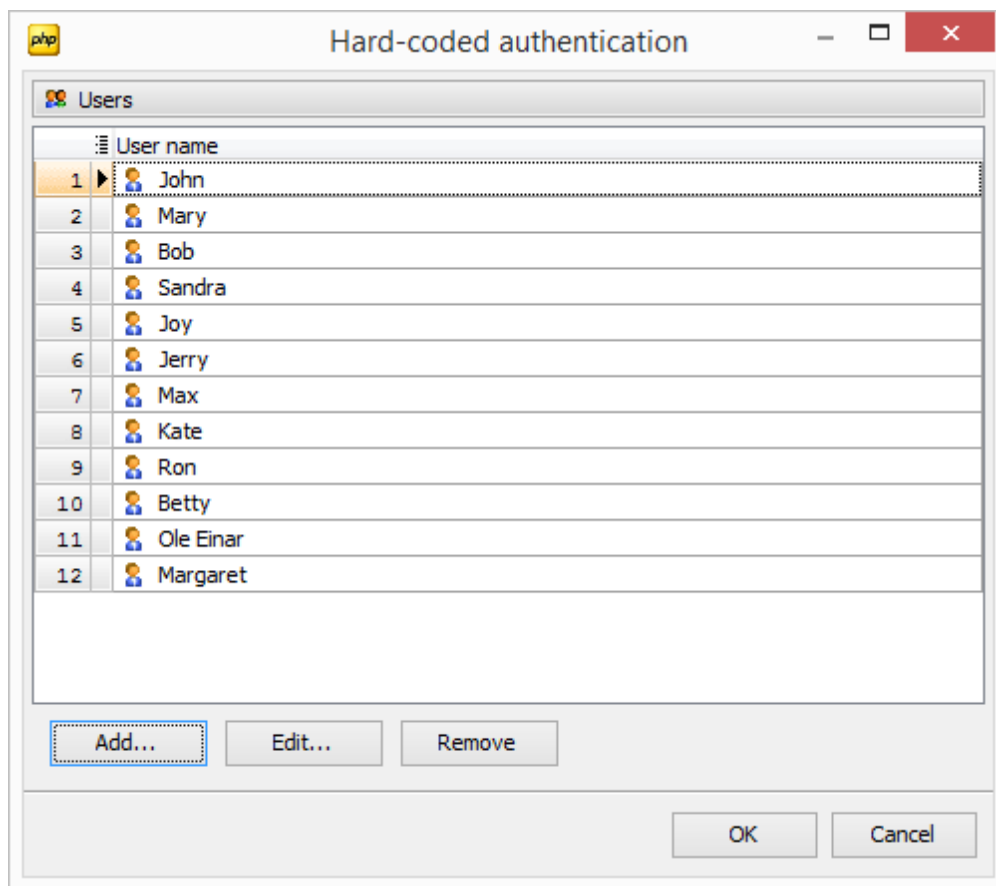 php Hard-coded authentication
Users
User name
1 John
2 Mary
3 Bob
4 Sandra
5 Joy
6 Jerry
7 Max
8 Kate
9 Ron
10 Betty
11 Ole Einar
12 Margaret
Add... Edit... Remove
OK Cancel